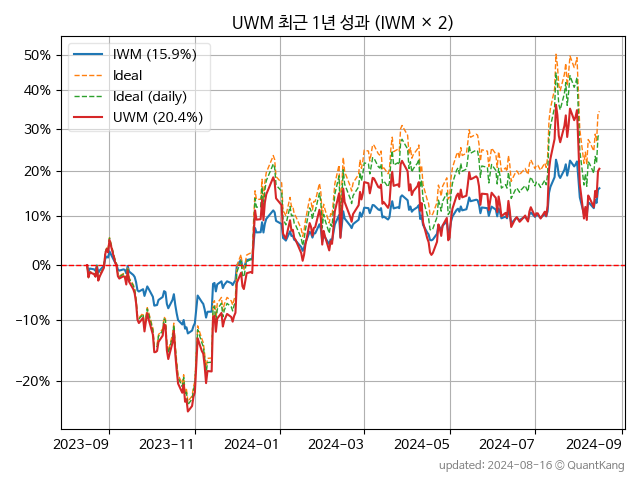 UWM 최근 1년 성과 (IWM × 2)
IWM (15.9%)
Ideal
Ideal (daily)
UWM (20.4%)
50%
40%
30%
20%
10%
0%
−10%
−20%
2023-09 2023-11 2024-01 2024-03 2024-05 2024-07 2024-09
updated: 2024-08-16 © QuantKang